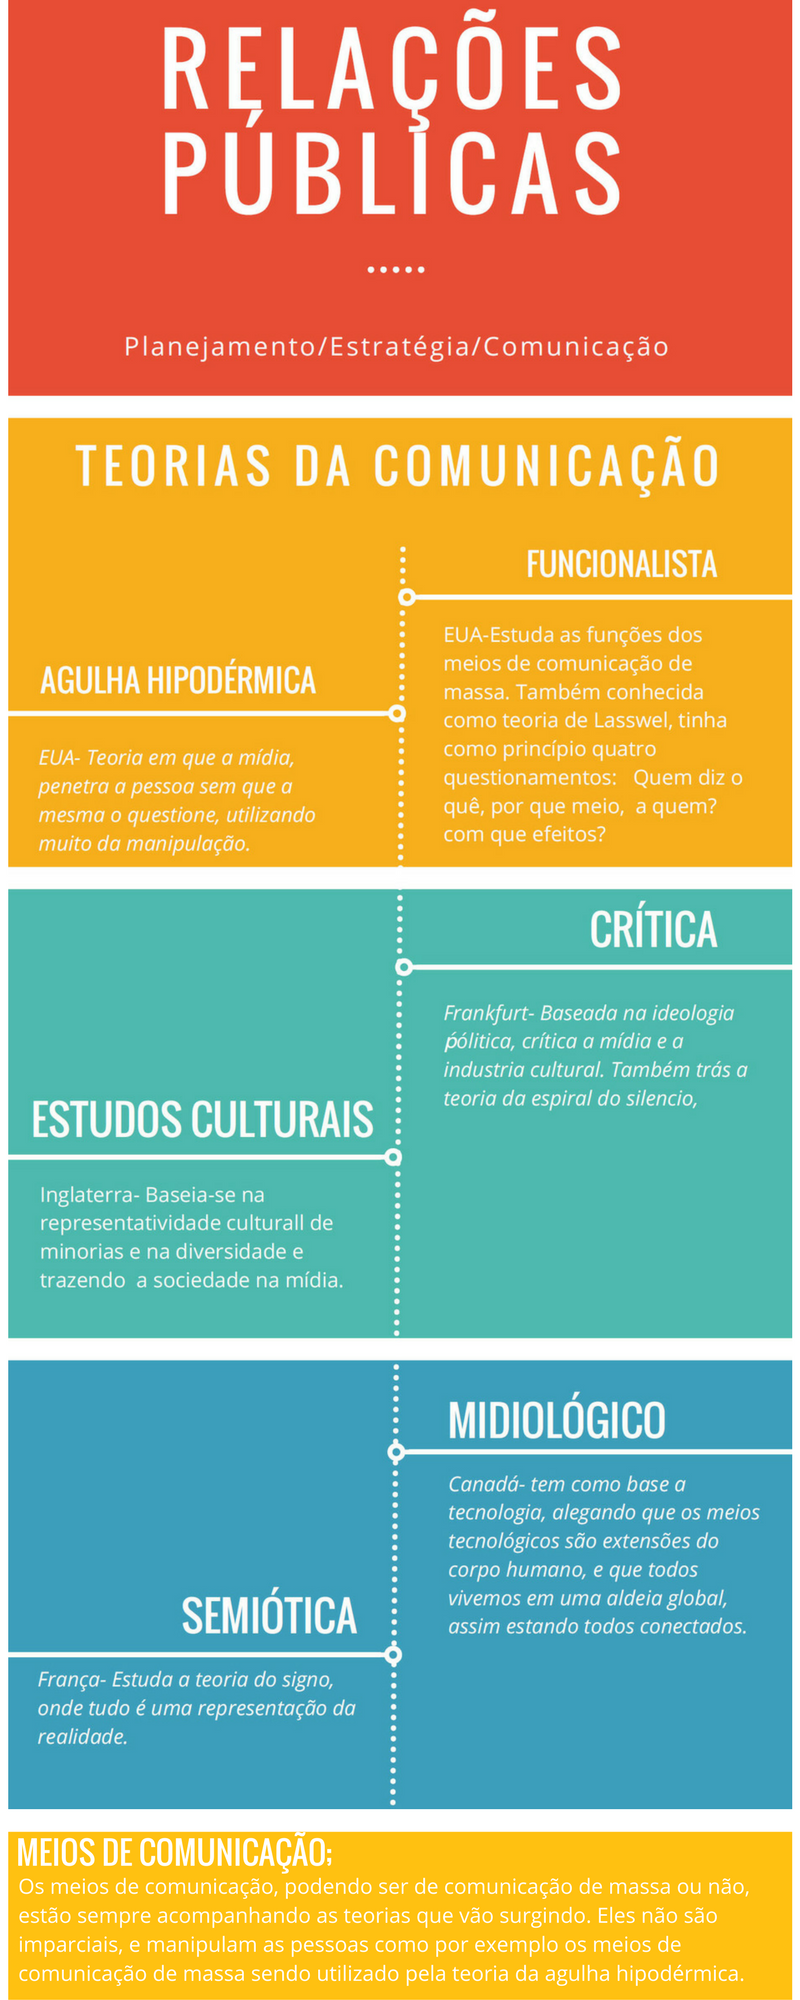 RELAÇÕES
PÚBLICAS
Planejamento/Estratégia/Comunicação
TEORIAS DA COMUNICAÇÃO
FUNCIONALISTA
EUA-Estuda as funções dos
meios de comunicação de
massa. Também conhecida
como teoria de Lasswel, tinha
como princípio quatro
questionamentos:   Quem diz o
quê, por que meio,  a quem?
com que efeitos?
AGULHA HIPODÉRMICA
EUA- Teoria em que a mídia,
penetra a pessoa sem que a
mesma o questione, utilizando
muito da manipulação.
CRÍTICA
Frankfurt- Baseada na ideologia
ṕólitica, crítica a mídia e a
industria cultural. Também trás a
teoria da espiral do silencio,
ESTUDOS CULTURAIS
Inglaterra- Baseia-se na
representatividade culturall de
minorias e na diversidade e
trazendo  a sociedade na mídia.
MIDIOLÓGICO
Canadá- tem como base a
tecnologia, alegando que os meios
tecnológicos são extensões do
corpo humano, e que todos
vivemos em uma aldeia global,
assim estando todos conectados.
SEMIÓTICA
França- Estuda a teoria do signo,
onde tudo é uma representação da
realidade.
MEIOS DE COMUNICAÇÃO;
Os meios de comunicação, podendo ser de comunicação de massa ou não,
estão sempre acompanhando as teorias que vão surgindo. Eles não são
imparciais, e manipulam as pessoas como por exemplo os meios de
comunicação de massa sendo utilizado pela teoria da agulha hipodérmica.